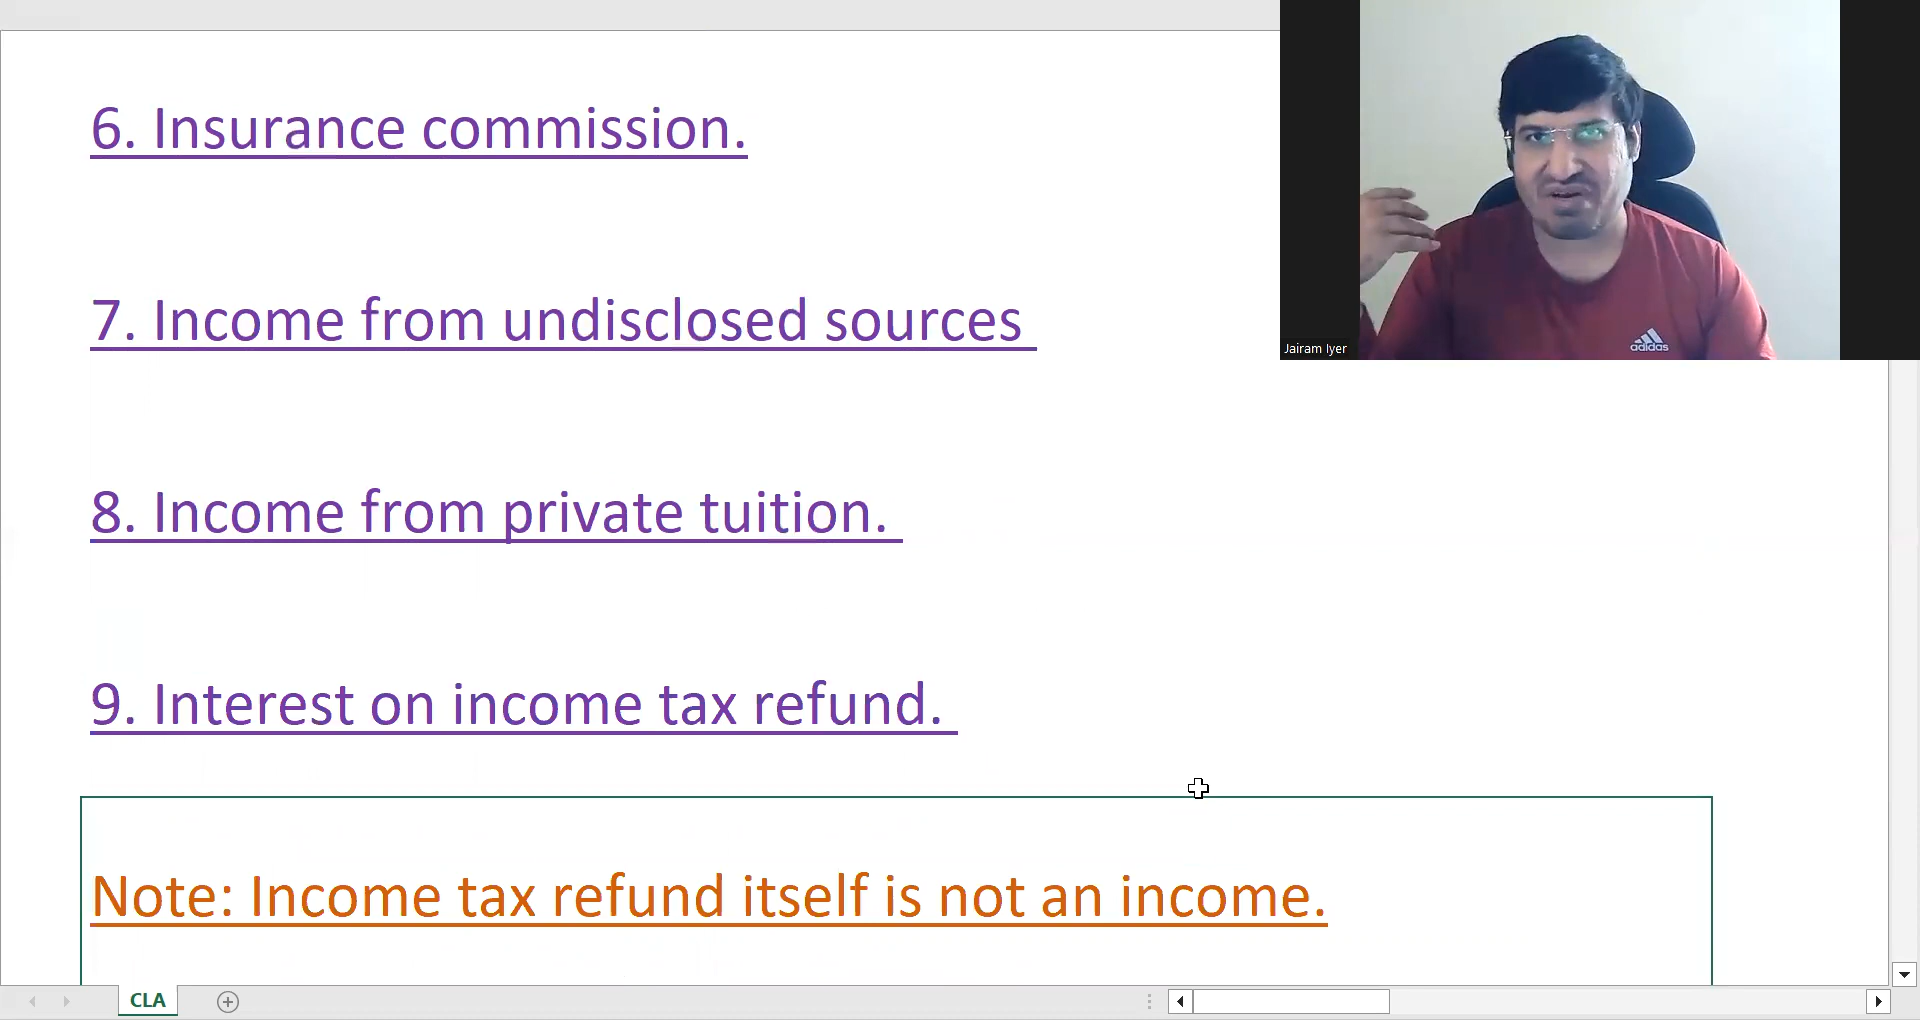 6. Insurance commission.
7. Income from undisclosed sources
8. Income from private tuition.
9. Interest on income tax refund.
Note: Income tax refund itself is not an income.
adidas
Jairam Iyer
CLA